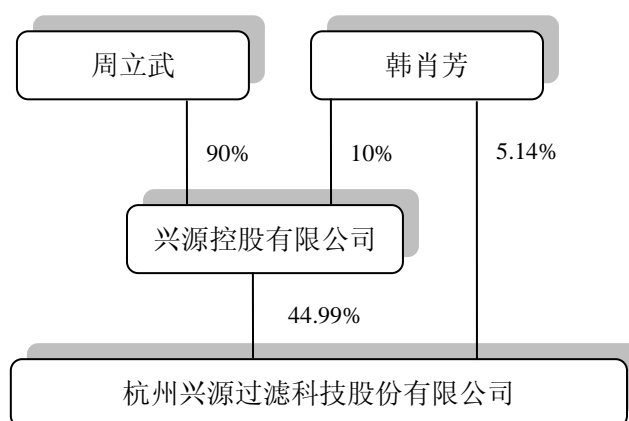 周立武
韩肖芳
90%
10%
5.14%
兴源控股有限公司
44.99%
杭州兴源过滤科技股份有限公司